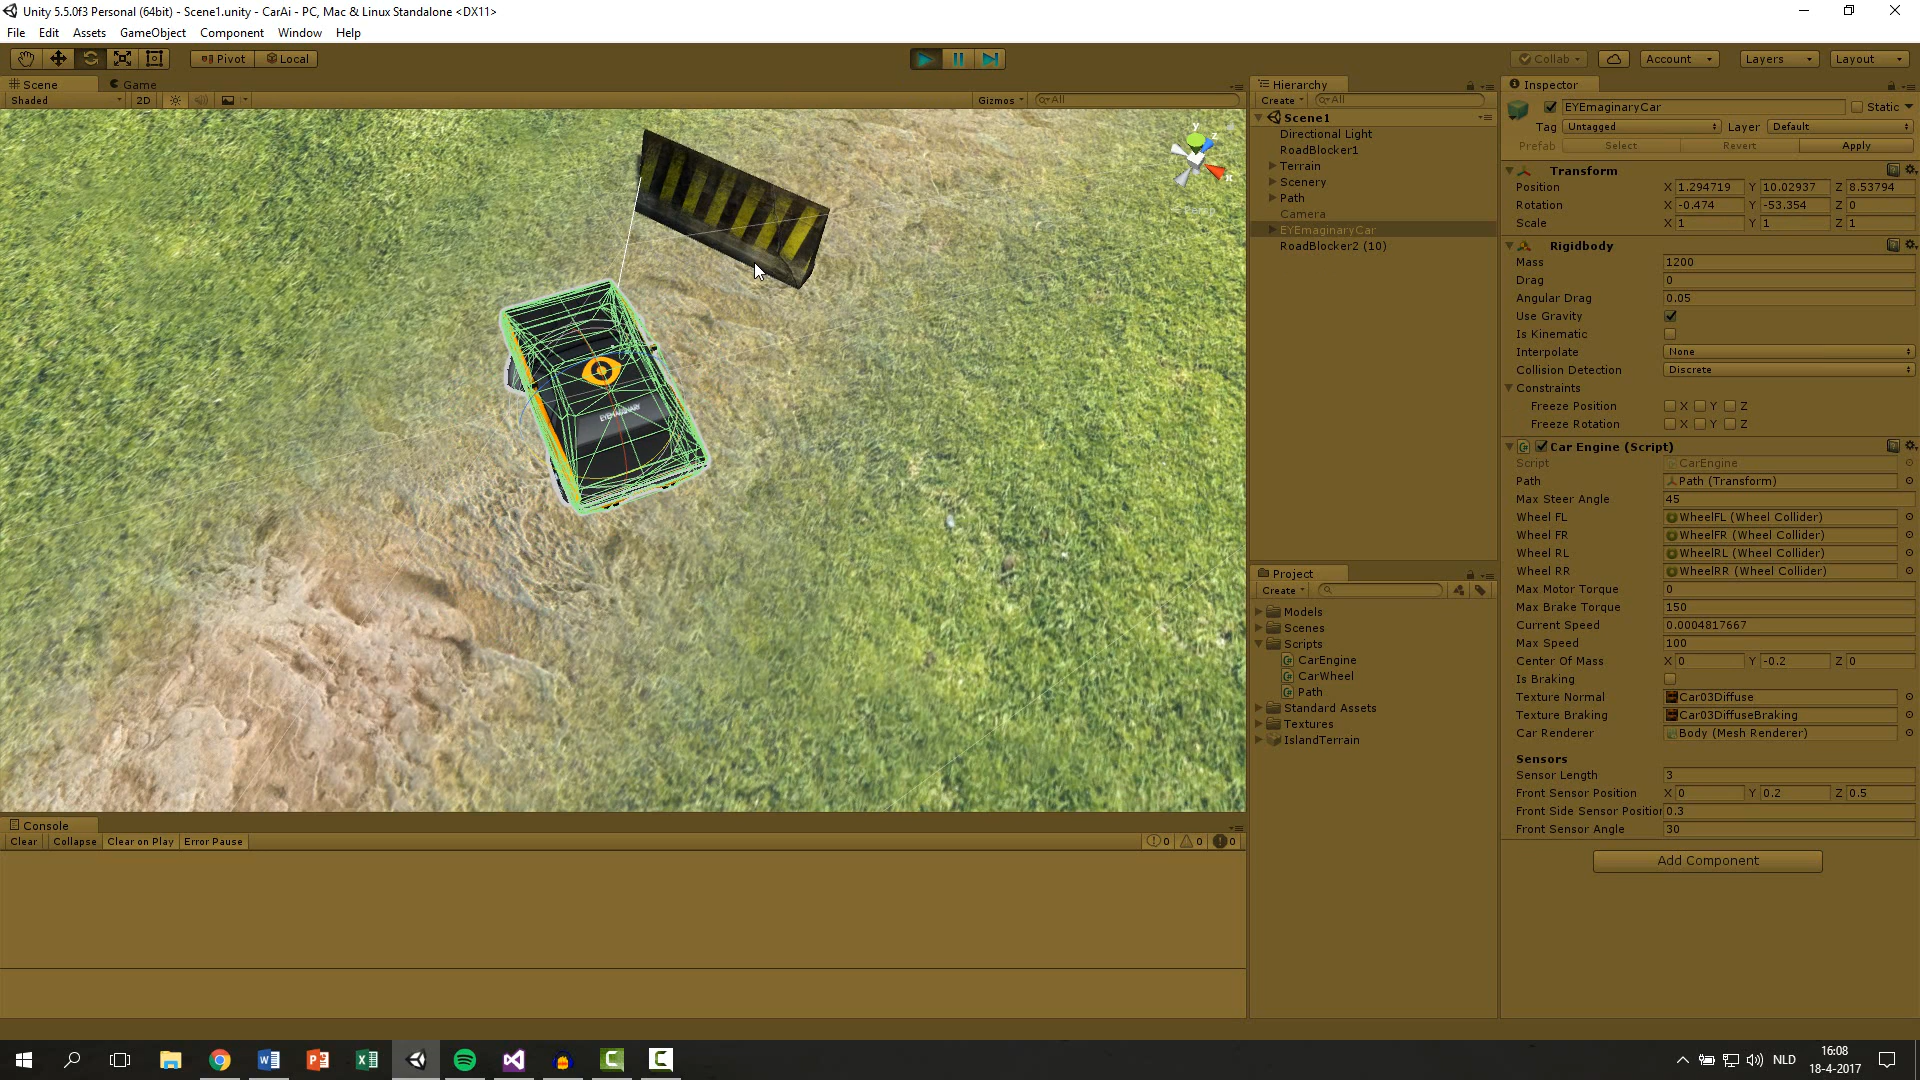 Unity 5.5.0f3 Personal (64bit) - Scene1.unity - CarAi - PC, Mac & Linux Standalone <DX11>
File Edit Assets GameObject Component Window Help
Pivot Local Collab Account Layers Layout
Scene Game
Shaded 2D Gizmos All
y
z
x
Persp
EYEMAGINARY
Console
Clear Collapse Clear on Play Error Pause 0 0 0
Hierarchy
Create All
Scene1
Directional Light
RoadBlocker1
Terrain
Scenery
Path
Camera
EYEmaginaryCar
RoadBlocker2 (10)
Project
Create
Models
Scenes
Scripts
CarEngine
CarWheel
Path
Standard Assets
Textures
IslandTerrain
Inspector
EYEmaginaryCar Static
Tag Untagged Layer Default
Prefab Select Revert Apply
Transform
Position X 1.294719 Y 10.02937 Z 8.53794
Rotation X -0.474 Y -53.354 Z 0
Scale X 1 Y 1 Z 1
Rigidbody
Mass 1200
Drag 0
Angular Drag 0.05
Use Gravity
Is Kinematic
Interpolate None
Collision Detection Discrete
Constraints
Freeze Position X Y Z
Freeze Rotation X Y Z
Car Engine (Script)
Script CarEngine
Path Path (Transform)
Max Steer Angle 45
Wheel FL WheelFL (Wheel Collider)
Wheel FR WheelFR (Wheel Collider)
Wheel RL WheelRL (Wheel Collider)
Wheel RR WheelRR (Wheel Collider)
Max Motor Torque 0
Max Brake Torque 150
Current Speed 0.0004817667
Max Speed 100
Center Of Mass X 0 Y -0.2 Z 0
Is Braking
Texture Normal Car03Diffuse
Texture Braking Car03DiffuseBraking
Car Renderer Body (Mesh Renderer)
Sensors
Sensor Length 3
Front Sensor Position X 0 Y 0.2 Z 0.5
Front Side Sensor Position 0.3
Front Sensor Angle 30
Add Component
NLD 16:08
18-4-2017